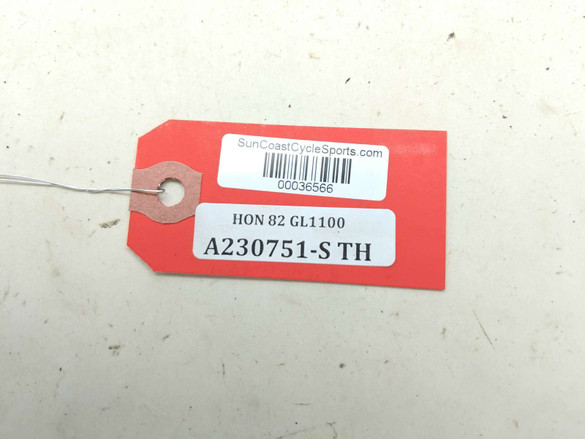 SunCoastCycleSports.com
00036566
HON 82 GL1100
A230751-S TH